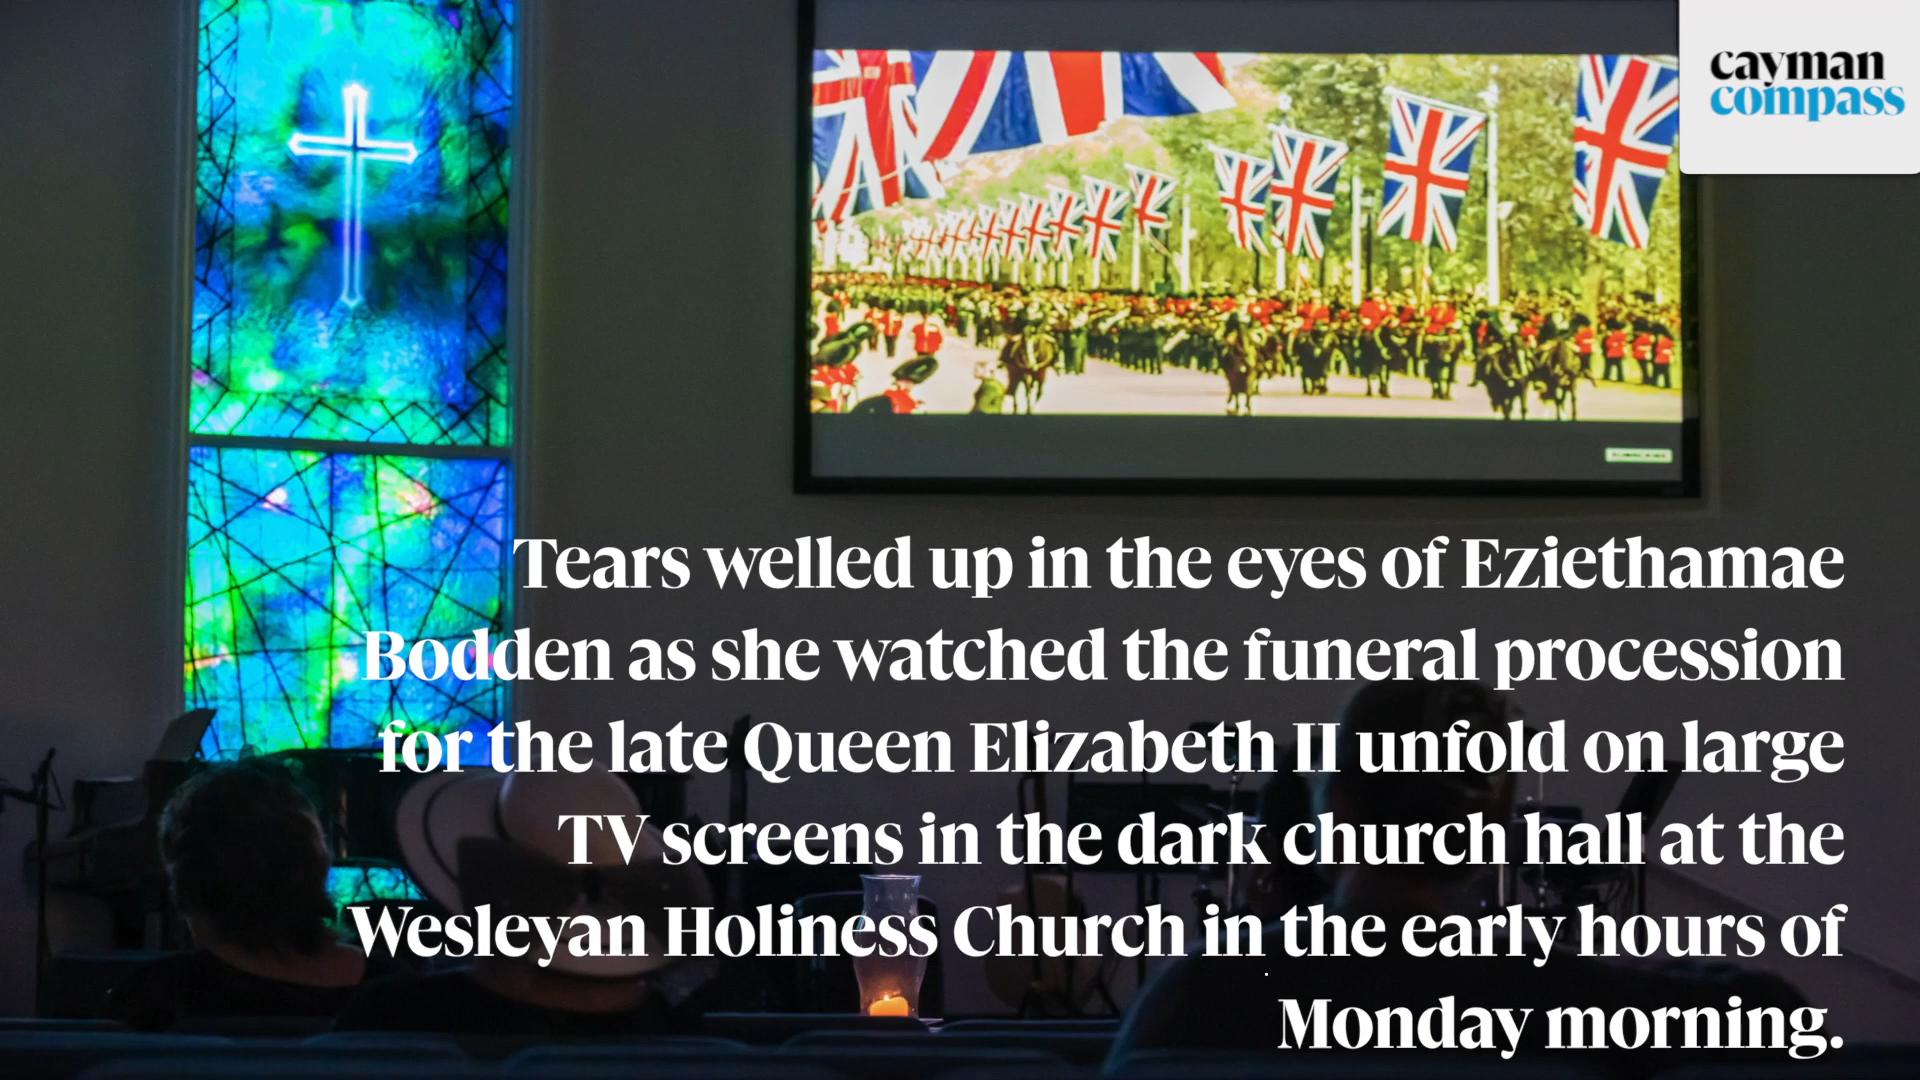 cayman
compass
Tears welled up in the eyes of Eziethamae
Bodden as she watched the funeral procession
for the late Queen Elizabeth II unfold on large
TV screens in the dark church hall at the
Wesleyan Holiness Church in the early hours of
Monday morning.